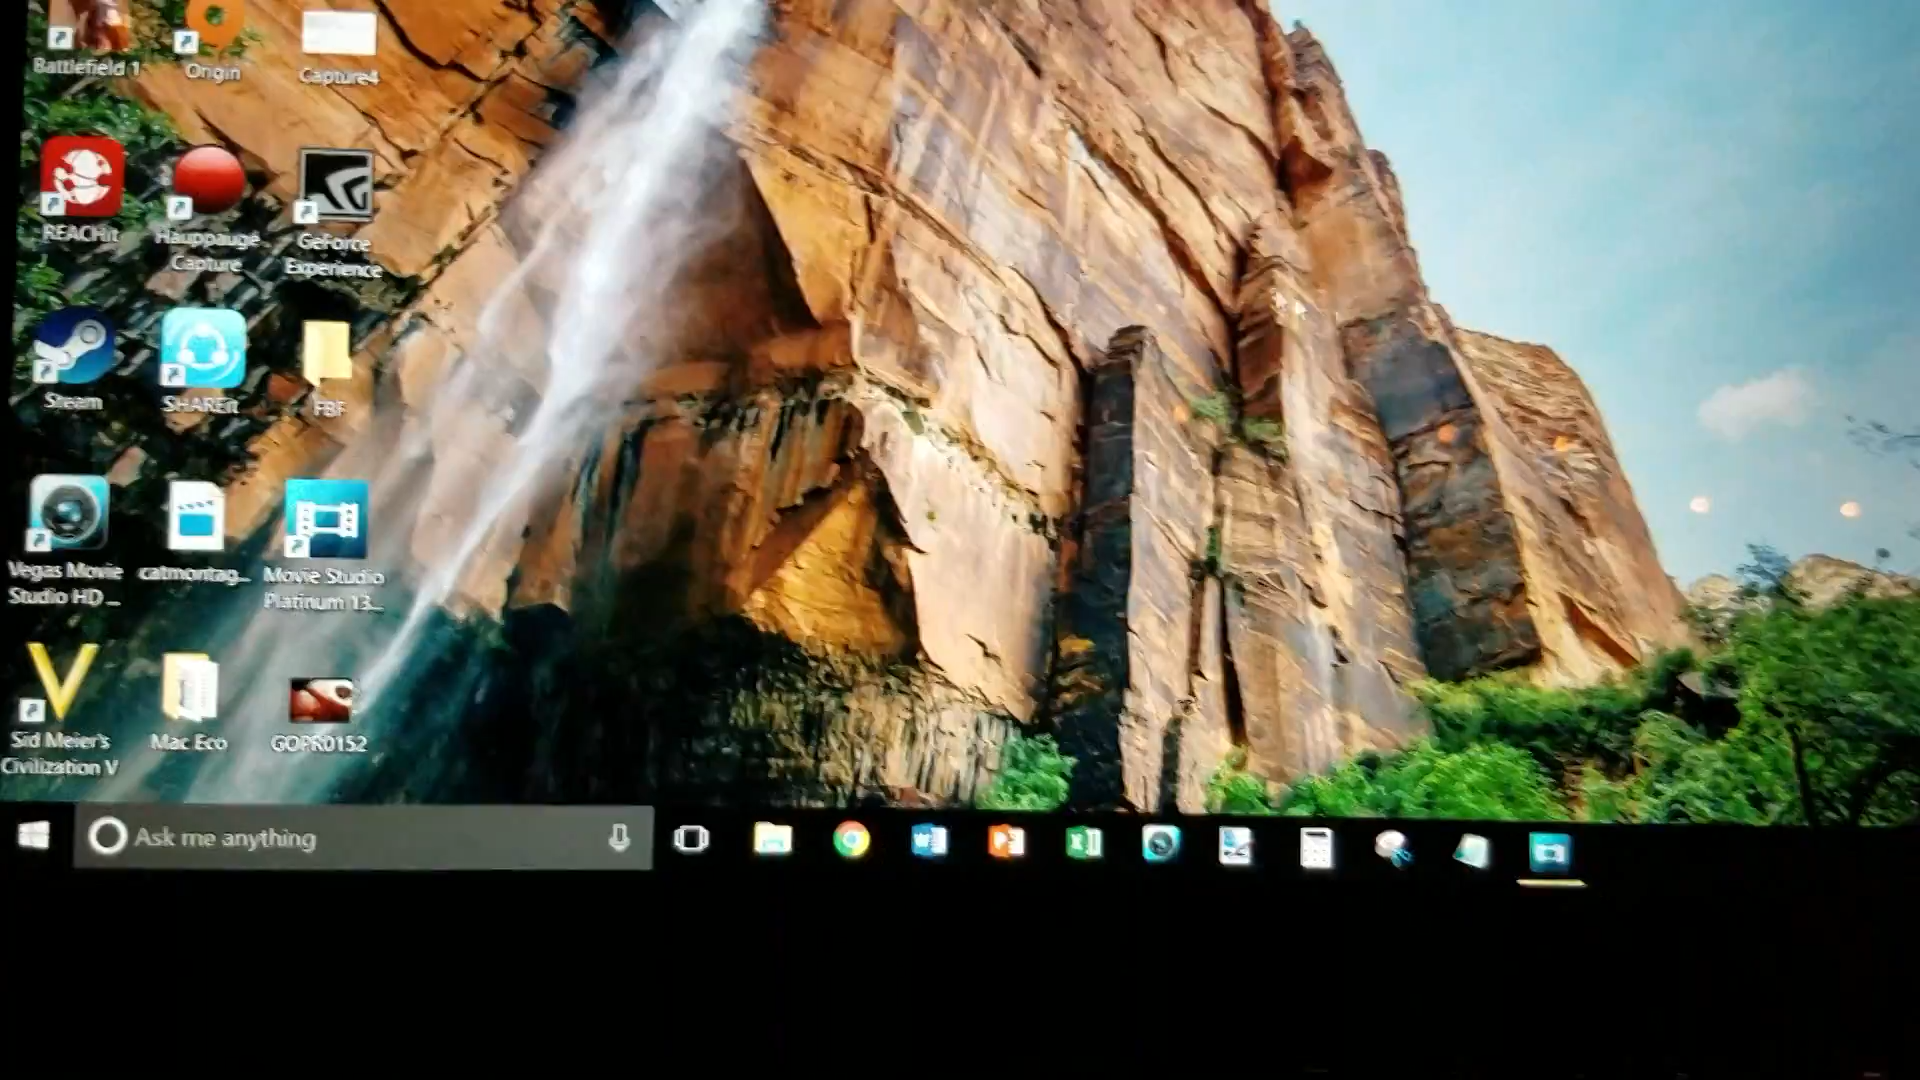 Battlefield 1
Origin
Capture4
REACHit
Hauppauge
Capture
GeForce
Experience
Steam
SHAREit
FBF
Vegas Movie
Studio HD ...
catmontag...
Movie Studio
Platinum 13...
Sid Meier's
Civilization V
Mac Eco
GOPR0152
Ask me anything